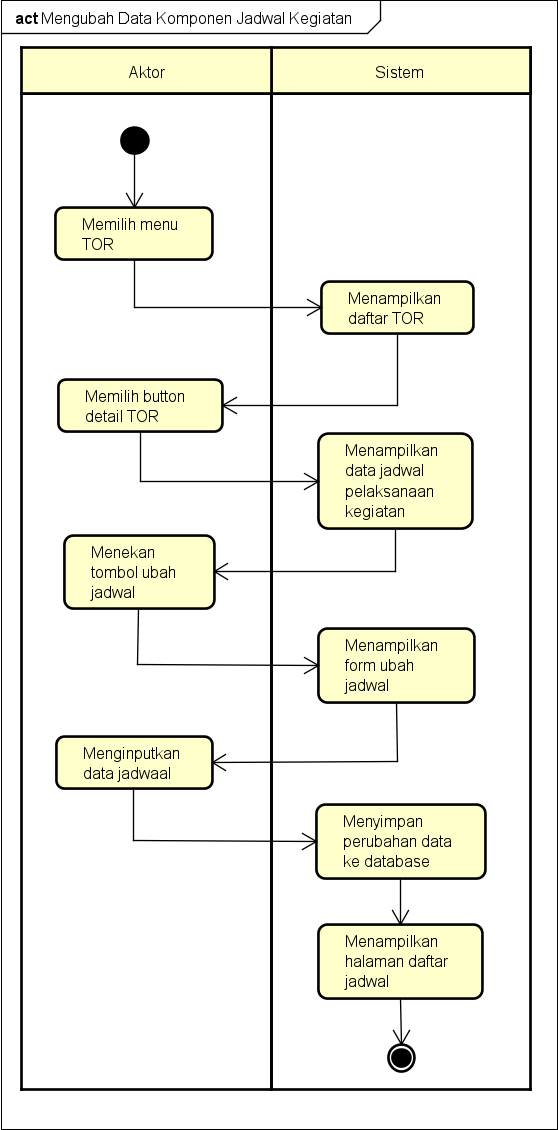 act Mengubah Data Komponen Jadwal Kegiatan
Aktor
Sistem
Memilih menu
TOR
Menampilkan
daftar TOR
Memilih button
detail TOR
Menampilkan
data jadwal
pelaksanaan
kegiatan
Menekan
tombol ubah
jadwal
Menampilkan
form ubah
jadwal
Menginputkan
data jadwaal
Menyimpan
perubahan data
ke database
Menampilkan
halaman daftar
jadwal